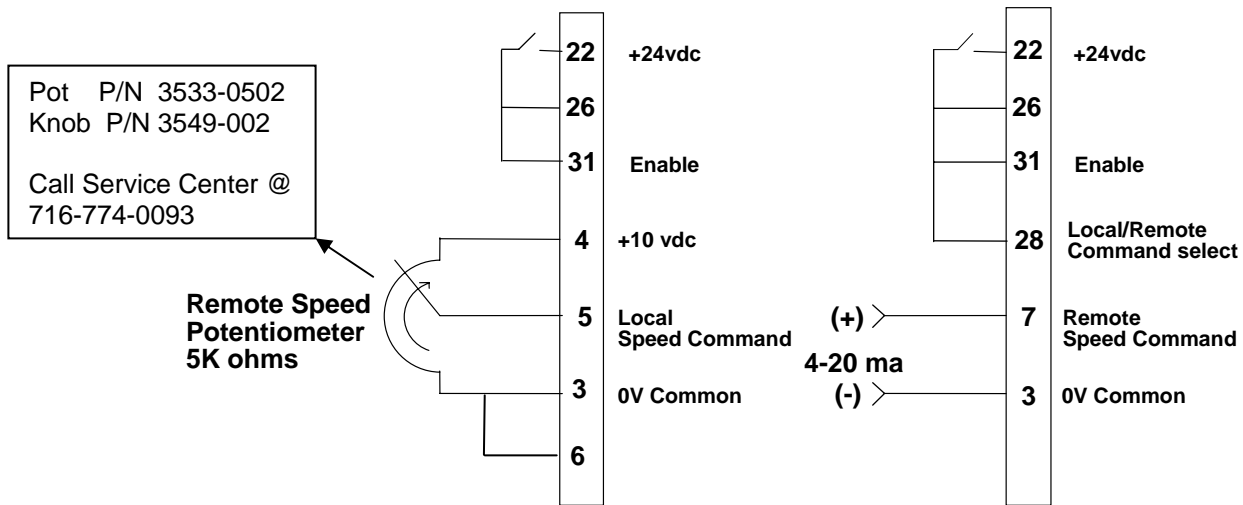 Pot P/N 3533-0502
Knob P/N 3549-002
Call Service Center @
716-774-0093
Remote Speed
Potentiometer
5K ohms
22 +24vdc
26
31 Enable
4 +10 vdc
5 Local
Speed Command
3 0V Common
6
22 +24vdc
26
31 Enable
28 Local/Remote
Command select
(+) 7 Remote
Speed Command
4-20 ma
(-) 3 0V Common